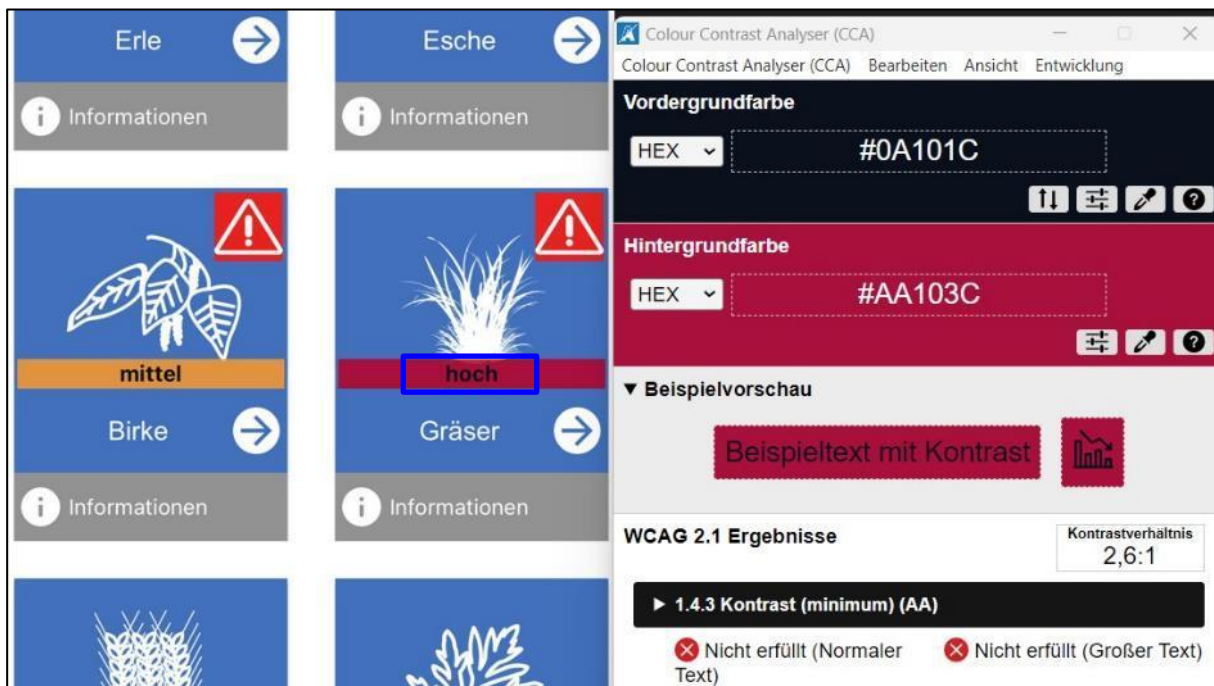 Erle
Esche
Informationen
Informationen
mittel
hoch
Birke
Gräser
Informationen
Informationen
Colour Contrast Analyser (CCA)
Colour Contrast Analyser (CCA) Bearbeiten Ansicht Entwicklung
Vordergrundfarbe
HEX #0A101C
Hintergrundfarbe
HEX #AA103C
▼ Beispielvorschau
Beispieltext mit Kontrast
WCAG 2.1 Ergebnisse
Kontrastverhältnis
2,6:1
▶ 1.4.3 Kontrast (minimum) (AA)
Nicht erfüllt (Normaler Text)
Nicht erfüllt (Großer Text)